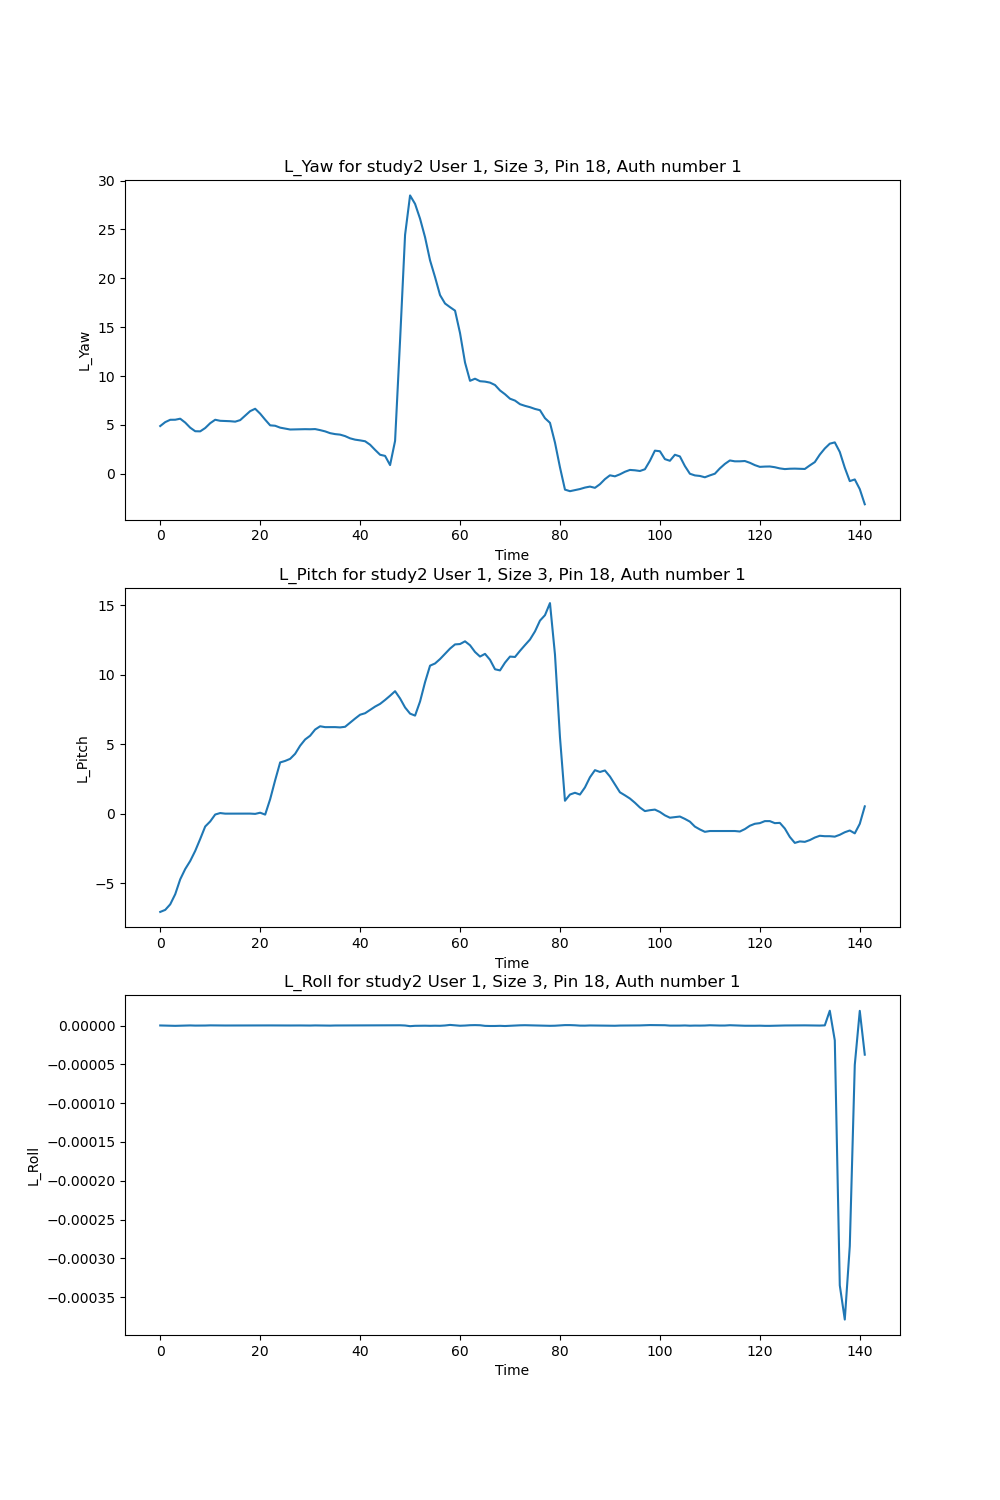 L_Yaw for study2 User 1, Size 3, Pin 18, Auth number 1
30
25
20
15
10
5
0
L_Yaw
0 20 40 60 80 100 120 140
Time
L_Pitch for study2 User 1, Size 3, Pin 18, Auth number 1
15
10
5
0
−5
L_Pitch
0 20 40 60 80 100 120 140
Time
L_Roll for study2 User 1, Size 3, Pin 18, Auth number 1
0.00000
−0.00005
−0.00010
−0.00015
−0.00020
−0.00025
−0.00030
−0.00035
L_Roll
0 20 40 60 80 100 120 140
Time